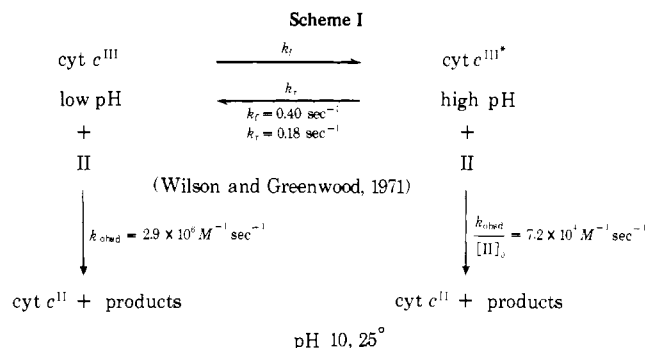 Scheme I
cyt c^III k_f cyt c^III*
low pH k_r high pH
k_f = 0.40 sec^-1
k_r = 0.18 sec^-1
+ +
II II
(Wilson and Greenwood, 1971)
k_obsd = 2.9 × 10^6 M^-1 sec^-1
k_obsd / [II]_0 = 7.2 × 10^4 M^-1 sec^-1
cyt c^II + products cyt c^II + products
pH 10, 25°